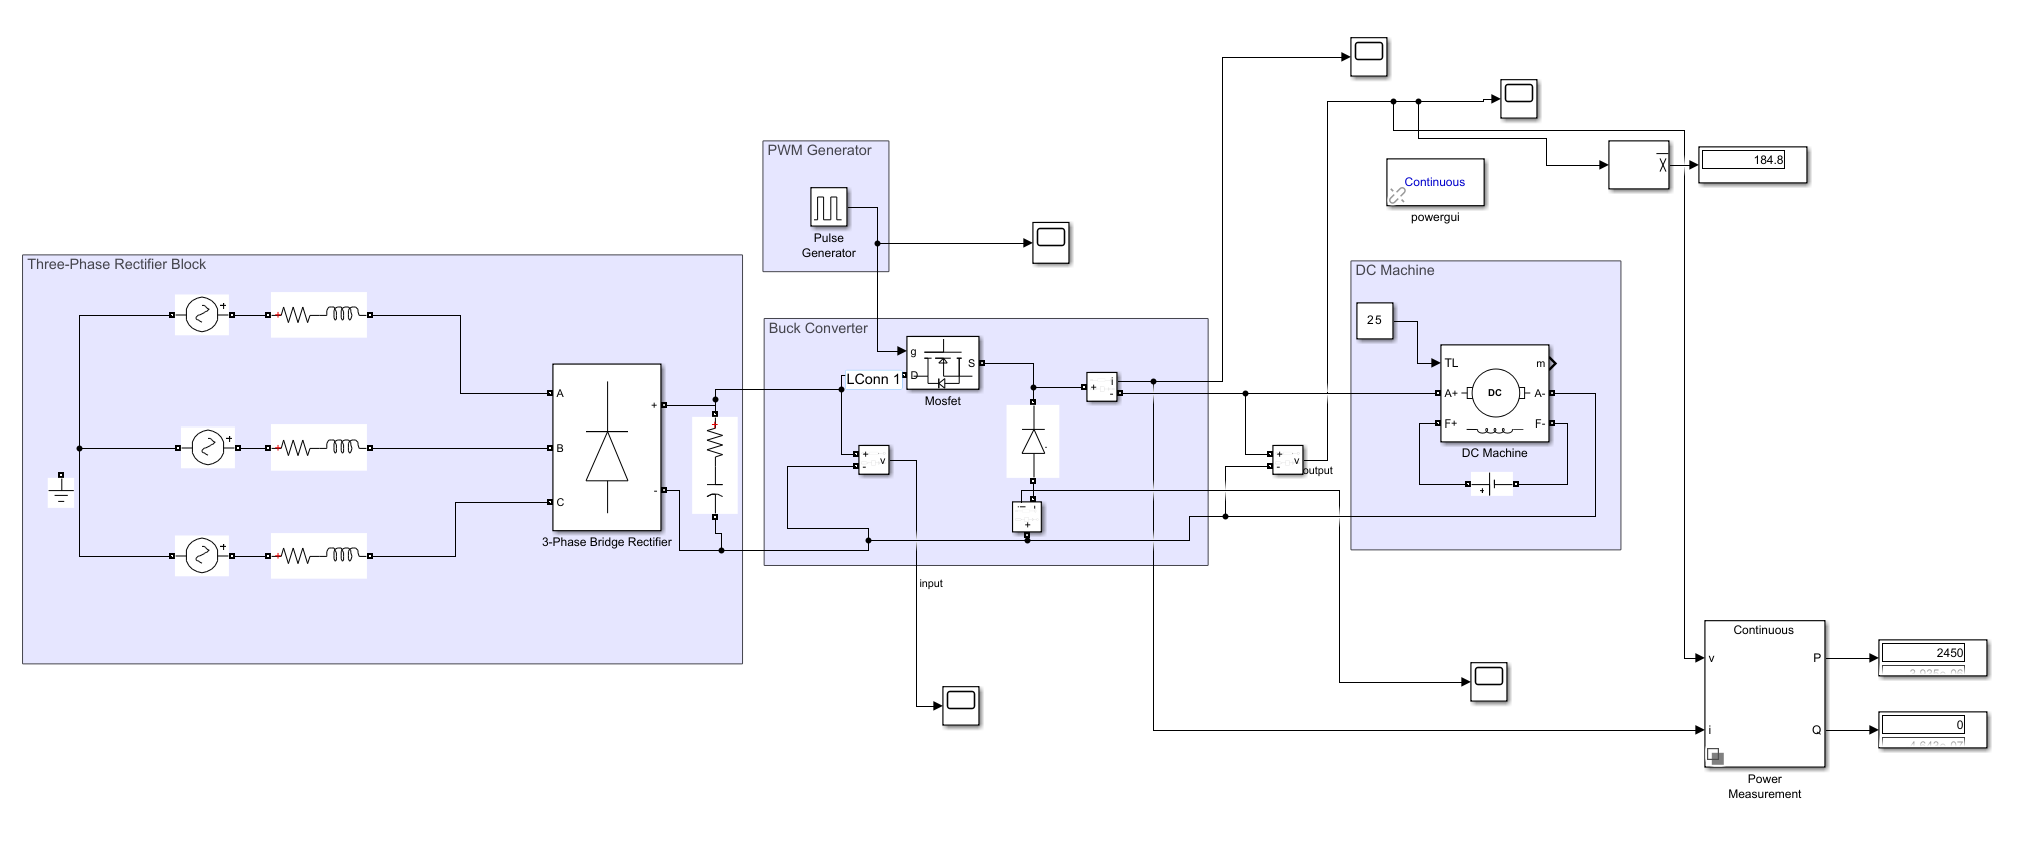 PWM Generator
Pulse
Generator
184.8
Continuous
powergui
Three-Phase Rectifier Block
A
B
C
+
-
3-Phase Bridge Rectifier
Buck Converter
g
D
S
LConn 1
Mosfet
i
+
-
+
-
v
input
+
-
v
output
DC Machine
25
TL
m
A+
DC
A-
F+
F-
DC Machine
Continuous
v
P
i
Q
Power
Measurement
2450
0